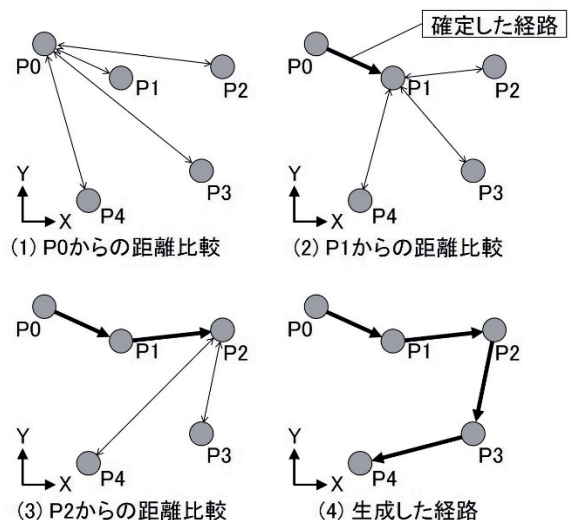 P0
P1
P2
P3
P4
Y
X
(1) P0からの距離比較
確定した経路
P0
P1
P2
P3
P4
Y
X
(2) P1からの距離比較
P0
P1
P2
P3
P4
Y
X
(3) P2からの距離比較
P0
P1
P2
P3
P4
Y
X
(4) 生成した経路